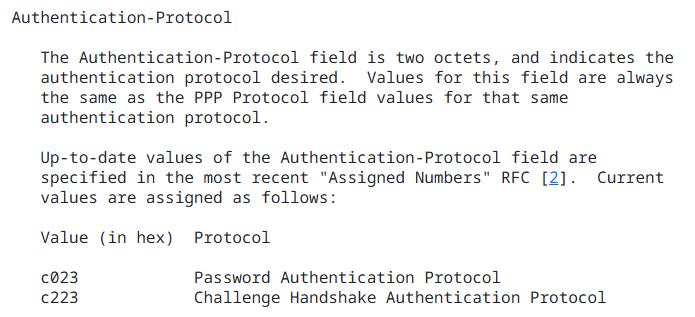 Authentication-Protocol
The Authentication-Protocol field is two octets, and indicates the
authentication protocol desired.  Values for this field are always
the same as the PPP Protocol field values for that same
authentication protocol.
Up-to-date values of the Authentication-Protocol field are
specified in the most recent "Assigned Numbers" RFC [2].  Current
values are assigned as follows:
Value (in hex)  Protocol
c023            Password Authentication Protocol
c223            Challenge Handshake Authentication Protocol